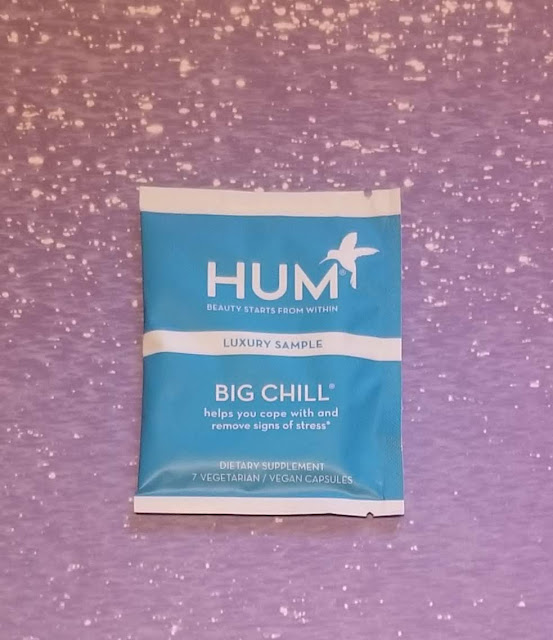 HUM®
BEAUTY STARTS FROM WITHIN
LUXURY SAMPLE
BIG CHILL®
helps you cope with and
remove signs of stress*
DIETARY SUPPLEMENT
7 VEGETARIAN / VEGAN CAPSULES